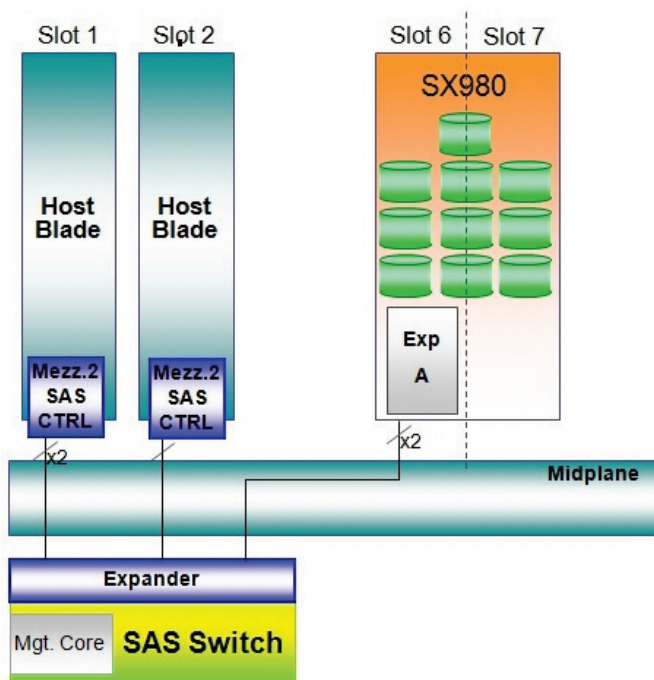 Slot 1
Slot 2
Slot 6
Slot 7
SX980
Host
Blade
Host
Blade
Exp
A
Mezz.2
SAS
CTRL
Mezz.2
SAS
CTRL
x2
x2
Midplane
Expander
Mgt. Core
SAS Switch